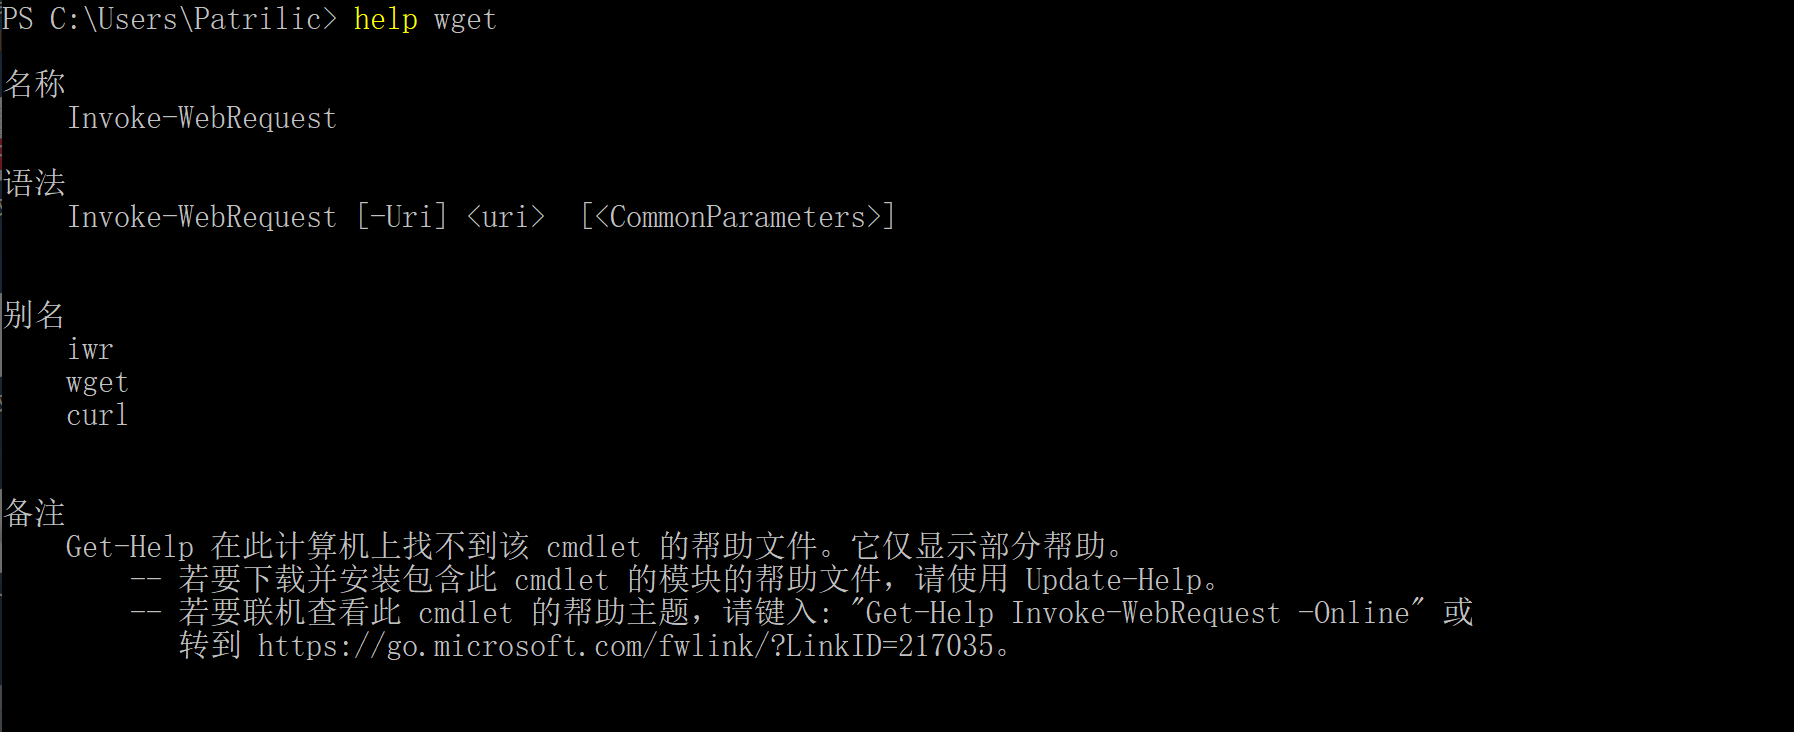 PS C:\Users\Patrilic> help wget
名称
Invoke-WebRequest
语法
Invoke-WebRequest [-Uri] <uri>  [<CommonParameters>]
别名
iwr
wget
curl
备注
Get-Help 在此计算机上找不到该 cmdlet 的帮助文件。它仅显示部分帮助。
-- 若要下载并安装包含此 cmdlet 的模块的帮助文件，请使用 Update-Help。
-- 若要联机查看此 cmdlet 的帮助主题，请键入: "Get-Help Invoke-WebRequest -Online" 或
转到 https://go.microsoft.com/fwlink/?LinkID=217035。